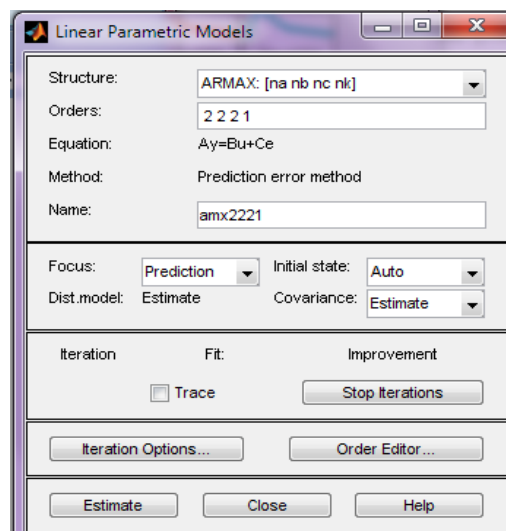 Linear Parametric Models
Structure: ARMAX: [na nb nc nk]
Orders: 2 2 2 1
Equation: Ay=Bu+Ce
Method: Prediction error method
Name: amx2221
Focus: Prediction Initial state: Auto
Dist.model: Estimate Covariance: Estimate
Iteration Fit: Improvement
Trace Stop Iterations
Iteration Options... Order Editor...
Estimate Close Help